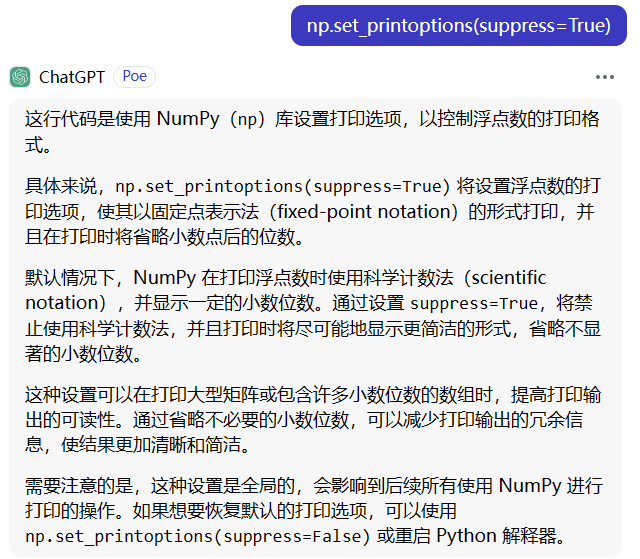 np.set_printoptions(suppress=True)
ChatGPT Poe
这行代码是使用 NumPy（np）库设置打印选项，以控制浮点数的打印格
式。
具体来说，np.set_printoptions(suppress=True) 将设置浮点数的打
印选项，使其以固定点表示法（fixed-point notation）的形式打印，并
且在打印时将省略小数点后的位数。
默认情况下，NumPy 在打印浮点数时使用科学计数法（scientific
notation），并显示一定的小数位数。通过设置 suppress=True，将禁
止使用科学计数法，并且打印时将尽可能地显示更简洁的形式，省略不显
著的小数位数。
这种设置可以在打印大型矩阵或包含许多小数位数的数组时，提高打印输
出的可读性。通过省略不必要的小数位数，可以减少打印输出的冗余信
息，使结果更加清晰和简洁。
需要注意的是，这种设置是全局的，会影响到后续所有使用 NumPy 进行
打印的操作。如果想要恢复默认的打印选项，可以使用
np.set_printoptions(suppress=False) 或重启 Python 解释器。